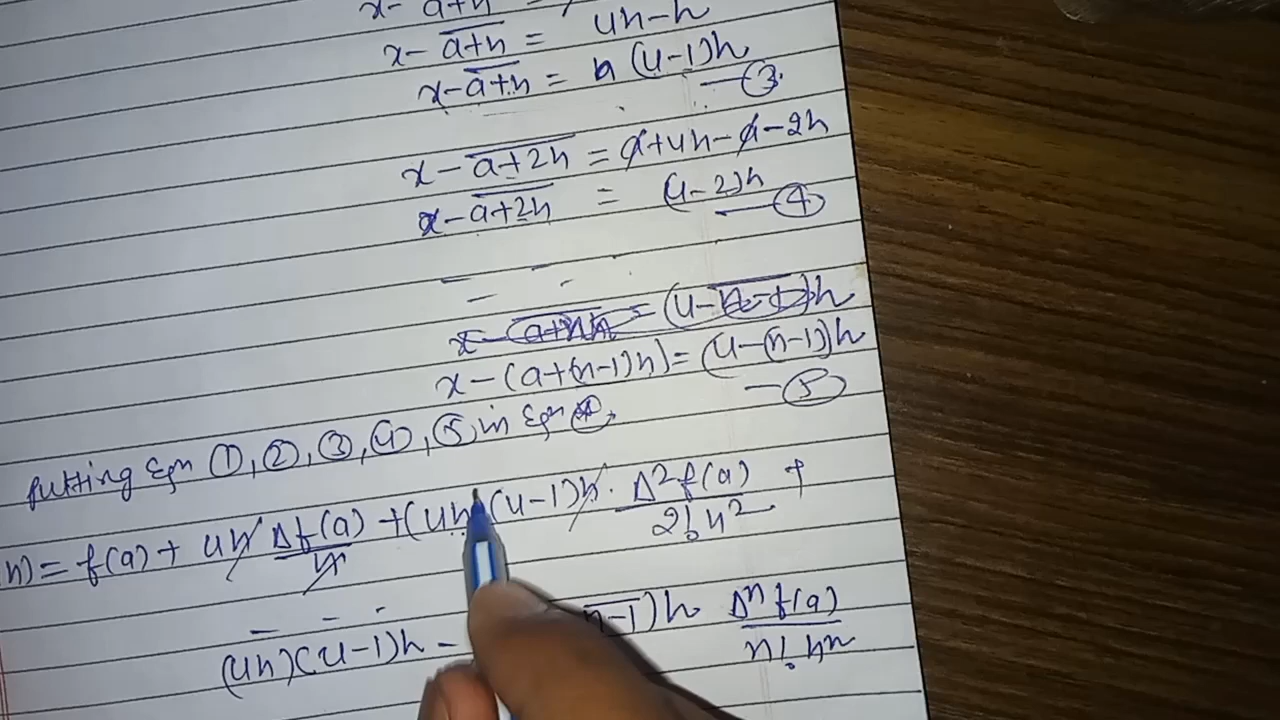 x - a+h =
x - a+h = uh-h
x - a+h = (u-1)h — ③
x - a+2h = a+uh-a-2h
x - a+2h = (u-2)h — ④
x-(a+(n-1)h) = (u-(n-1))h — ⑤
putting Eqn ①, ②, ③, ④, ⑤ in Eqn
h) = f(a) + uh Δf(a)/h + (uh)(u-1)h . Δ²f(a)/2! h² +
(uh)(u-1)h - n-1)h Δⁿf(a)/n! hⁿ